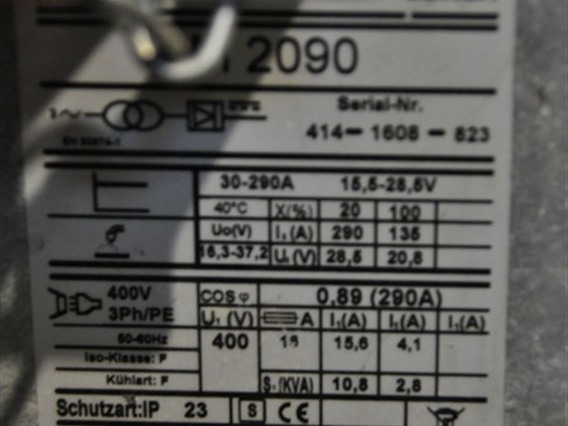 2090
Serial-Nr.
414-1608-823
30-290A 15,5-28,5V
40°C X(%) 20 100
Uo(V) I₂(A) 290 135
16,3-37,2 U₂(V) 28,5 20,8
400V COS φ 0,89 (290A)
3Ph/PE U₁(V) A I₁(A) I₁(A) I₁(A)
50-60Hz 400 16 15,6 4,1
Iso-Klasse: F
Kühlart: F S₁(KVA) 10,8 2,8
Schutzart:IP 23 S CE